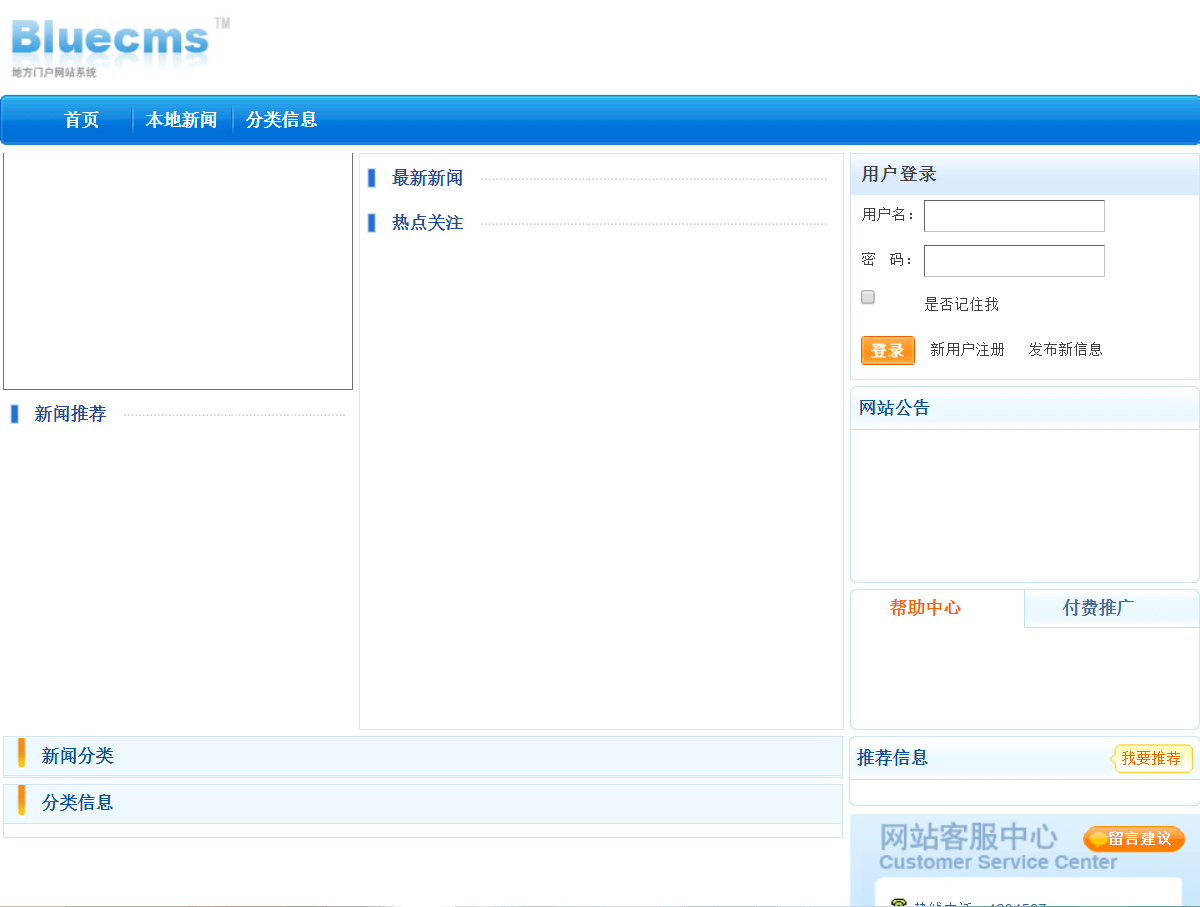 Bluecms TM
地方门户网站系统
首页 本地新闻 分类信息
最新新闻
热点关注
新闻推荐
用户登录
用户名：
密 码：
是否记住我
登录 新用户注册 发布新信息
网站公告
帮助中心 付费推广
新闻分类
分类信息
推荐信息 我要推荐
网站客服中心 留言建议
Customer Service Center